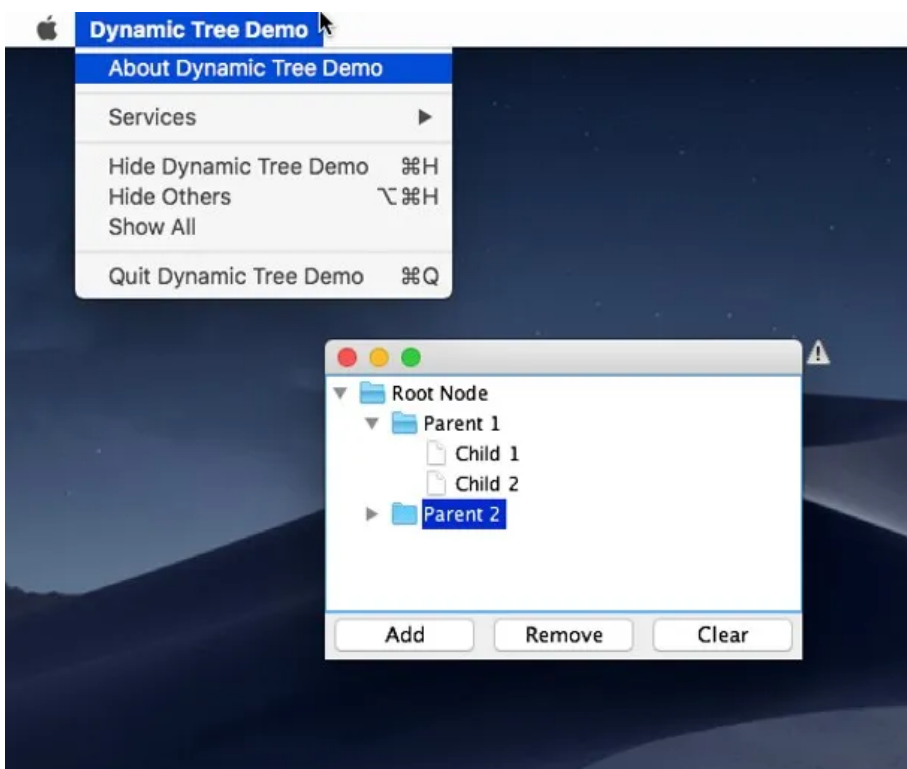 Dynamic Tree Demo
About Dynamic Tree Demo
Services
Hide Dynamic Tree Demo ⌘H
Hide Others ⌥⌘H
Show All
Quit Dynamic Tree Demo ⌘Q
Root Node
Parent 1
Child 1
Child 2
Parent 2
Add Remove Clear